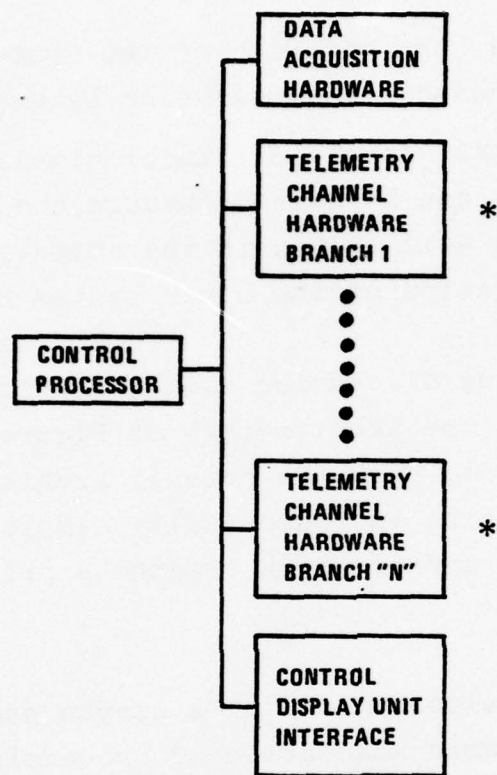 DATA
ACQUISITION
HARDWARE
TELEMETRY
CHANNEL
HARDWARE
BRANCH 1
*
CONTROL
PROCESSOR
TELEMETRY
CHANNEL
HARDWARE
BRANCH "N"
*
CONTROL
DISPLAY UNIT
INTERFACE